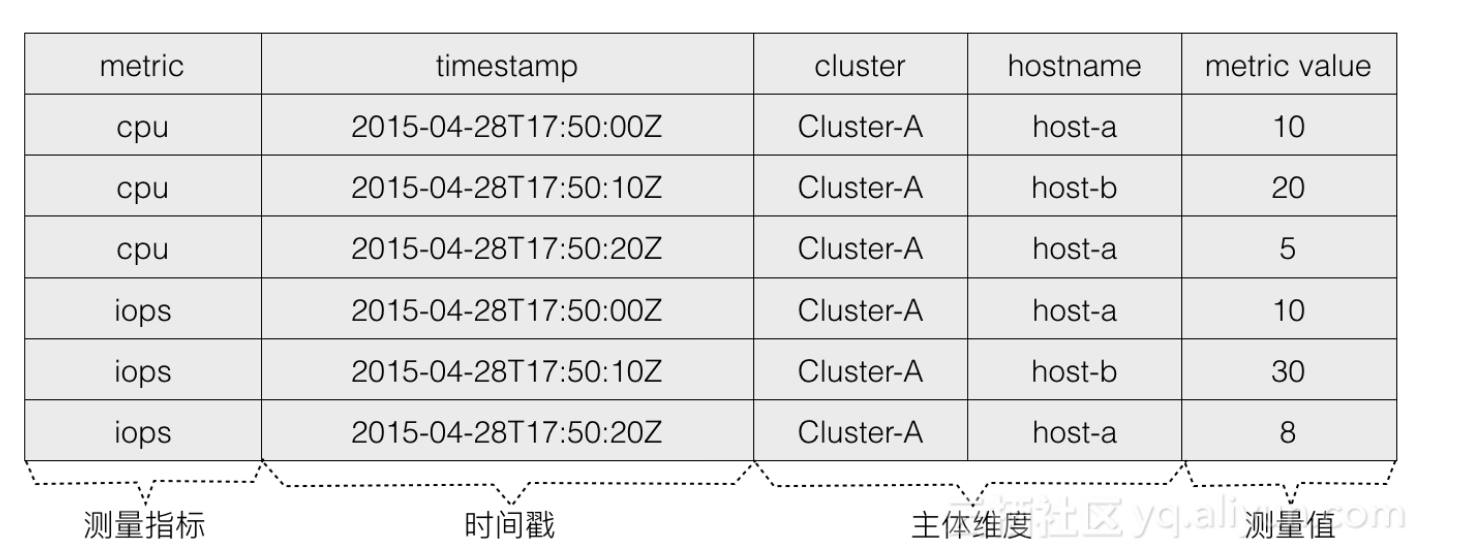 metric timestamp cluster hostname metric value
cpu 2015-04-28T17:50:00Z Cluster-A host-a 10
cpu 2015-04-28T17:50:10Z Cluster-A host-b 20
cpu 2015-04-28T17:50:20Z Cluster-A host-a 5
iops 2015-04-28T17:50:00Z Cluster-A host-a 10
iops 2015-04-28T17:50:10Z Cluster-A host-b 30
iops 2015-04-28T17:50:20Z Cluster-A host-a 8
测量指标 时间戳 主体维度 测量值
社区 yq.aliyun.com